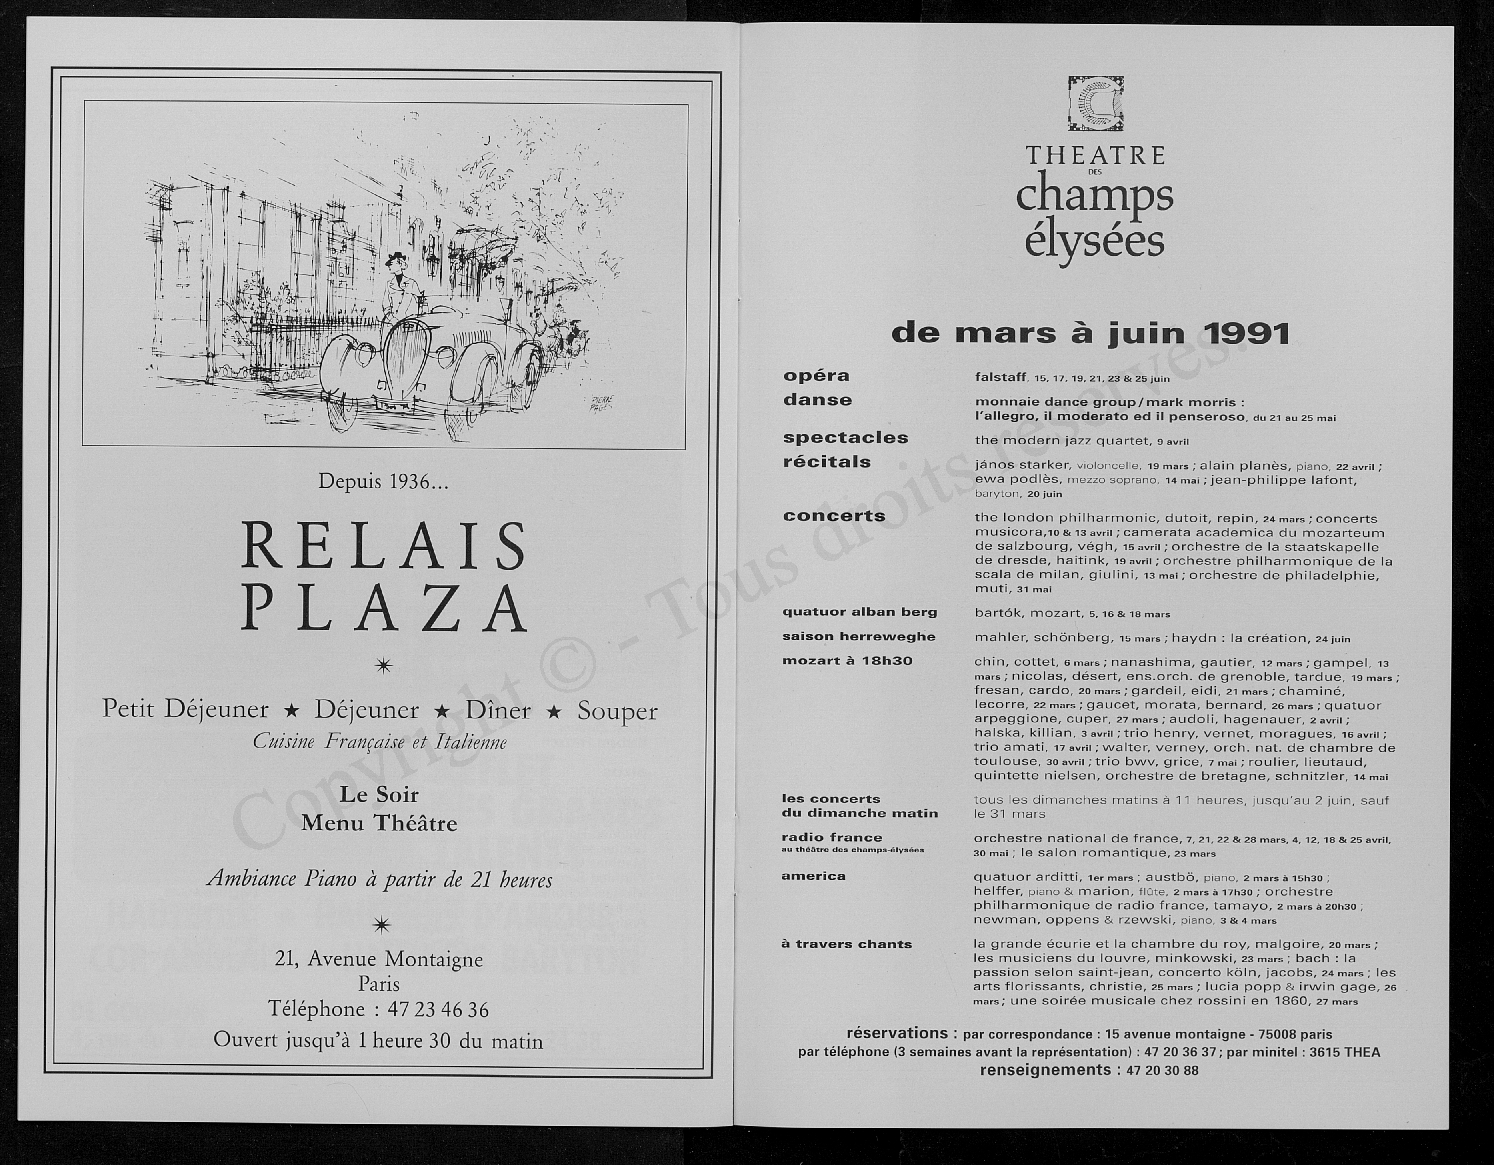 PIERRE
PAGÈS
Depuis 1936...
RELAIS
PLAZA
Petit Déjeuner ★ Déjeuner ★ Dîner ★ Souper
Cuisine Française et Italienne
Le Soir
Menu Théâtre
Ambiance Piano à partir de 21 heures
21, Avenue Montaigne
Paris
Téléphone : 47 23 46 36
Ouvert jusqu'à 1 heure 30 du matin
THEATRE
DES
champs
élysées
de mars à juin 1991
opéra falstaff, 15, 17, 19, 21, 23 & 25 juin
danse monnaie dance group/mark morris :
l'allegro, il moderato ed il penseroso, du 21 au 25 mai
spectacles the modern jazz quartet, 9 avril
récitals jános starker, violoncelle, 19 mars ; alain planès, piano, 22 avril ;
ewa podlès, mezzo soprano, 14 mai ; jean-philippe lafont,
baryton, 20 juin
concerts the london philharmonic, dutoit, repin, 24 mars ; concerts
musicora, 10 & 13 avril ; camerata academica du mozarteum
de salzbourg, végh, 15 avril ; orchestre de la staatskapelle
de dresde, haitink, 19 avril ; orchestre philharmonique de la
scala de milan, giulini, 13 mai ; orchestre de philadelphie,
muti, 31 mai
quatuor alban berg bartók, mozart, 5, 16 & 18 mars
saison herreweghe mahler, schönberg, 15 mars ; haydn : la création, 24 juin
mozart à 18h30 chin, cottet, 6 mars ; nanashima, gautier, 12 mars ; gampel, 13
mars ; nicolas, désert, ens.orch. de grenoble, tardue, 19 mars ;
fresan, cardo, 20 mars ; gardeil, eidi, 21 mars ; chaminé,
lecorre, 22 mars ; gaucet, morata, bernard, 26 mars ; quatuor
arpeggione, cuper, 27 mars ; audoli, hagenauer, 2 avril ;
halska, killian, 3 avril ; trio henry, vernet, moragues, 16 avril ;
trio amati, 17 avril ; walter, verney, orch. nat. de chambre de
toulouse, 30 avril ; trio bwv, grice, 7 mai ; roulier, lieutaud,
quintette nielsen, orchestre de bretagne, schnitzler, 14 mai
les concerts tous les dimanches matins à 11 heures, jusqu'au 2 juin, sauf
du dimanche matin le 31 mars
radio france orchestre national de france, 7, 21, 22 & 28 mars, 4, 12, 18 & 25 avril,
au théâtre des champs-élysées 30 mai ; le salon romantique, 23 mars
america quatuor arditti, 1er mars ; austbö, piano, 2 mars à 15h30 ;
helffer, piano & marion, flûte, 2 mars à 17h30 ; orchestre
philharmonique de radio france, tamayo, 2 mars à 20h30 ;
newman, oppens & rzewski, piano, 3 & 4 mars
à travers chants la grande écurie et la chambre du roy, malgoire, 20 mars ;
les musiciens du louvre, minkowski, 23 mars ; bach : la
passion selon saint-jean, concerto köln, jacobs, 24 mars ; les
arts florissants, christie, 25 mars ; lucia popp & irwin gage, 26
mars ; une soirée musicale chez rossini en 1860, 27 mars
réservations : par correspondance : 15 avenue montaigne - 75008 paris
par téléphone (3 semaines avant la représentation) : 47 20 36 37 ; par minitel : 3615 THEA
renseignements : 47 20 30 88
Copyright © - Tous droits réservés